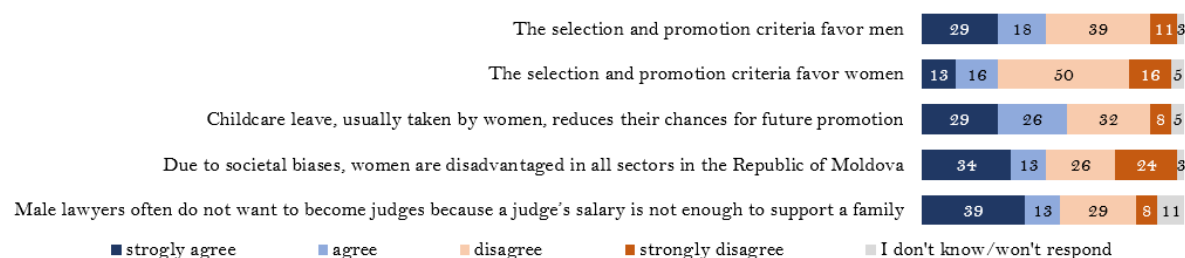 The selection and promotion criteria favor men 29 18 39 11 3
The selection and promotion criteria favor women 13 16 50 16 5
Childcare leave, usually taken by women, reduces their chances for future promotion 29 26 32 8 5
Due to societal biases, women are disadvantaged in all sectors in the Republic of Moldova 34 13 26 24 3
Male lawyers often do not want to become judges because a judge's salary is not enough to support a family 39 13 29 8 11
strogly agree agree disagree strongly disagree I don't know/won't respond